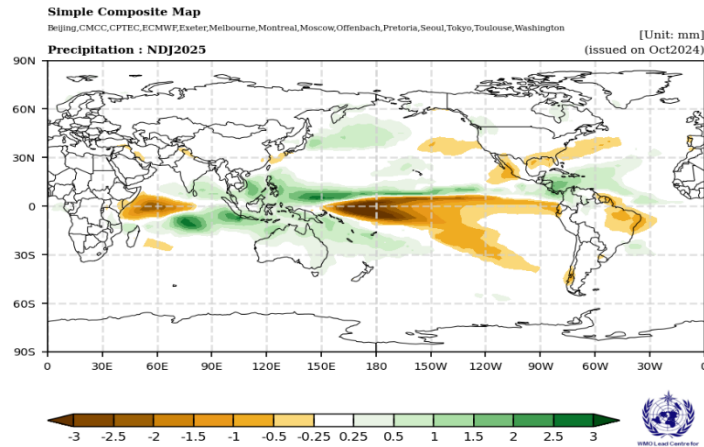 Simple Composite Map
Beijing,CMCC,CPTEC,ECMWF,Exeter,Melbourne,Montreal,Moscow,Offenbach,Pretoria,Seoul,Tokyo,Toulouse,Washington
[Unit: mm]
Precipitation : NDJ2025
(issued on Oct2024)
90N
60N
30N
0
30S
60S
90S
0 30E 60E 90E 120E 150E 180 150W 120W 90W 60W 30W 0
-3 -2.5 -2 -1.5 -1 -0.5 -0.25 0.25 0.5 1 1.5 2 2.5 3
WMO Lead Centre for